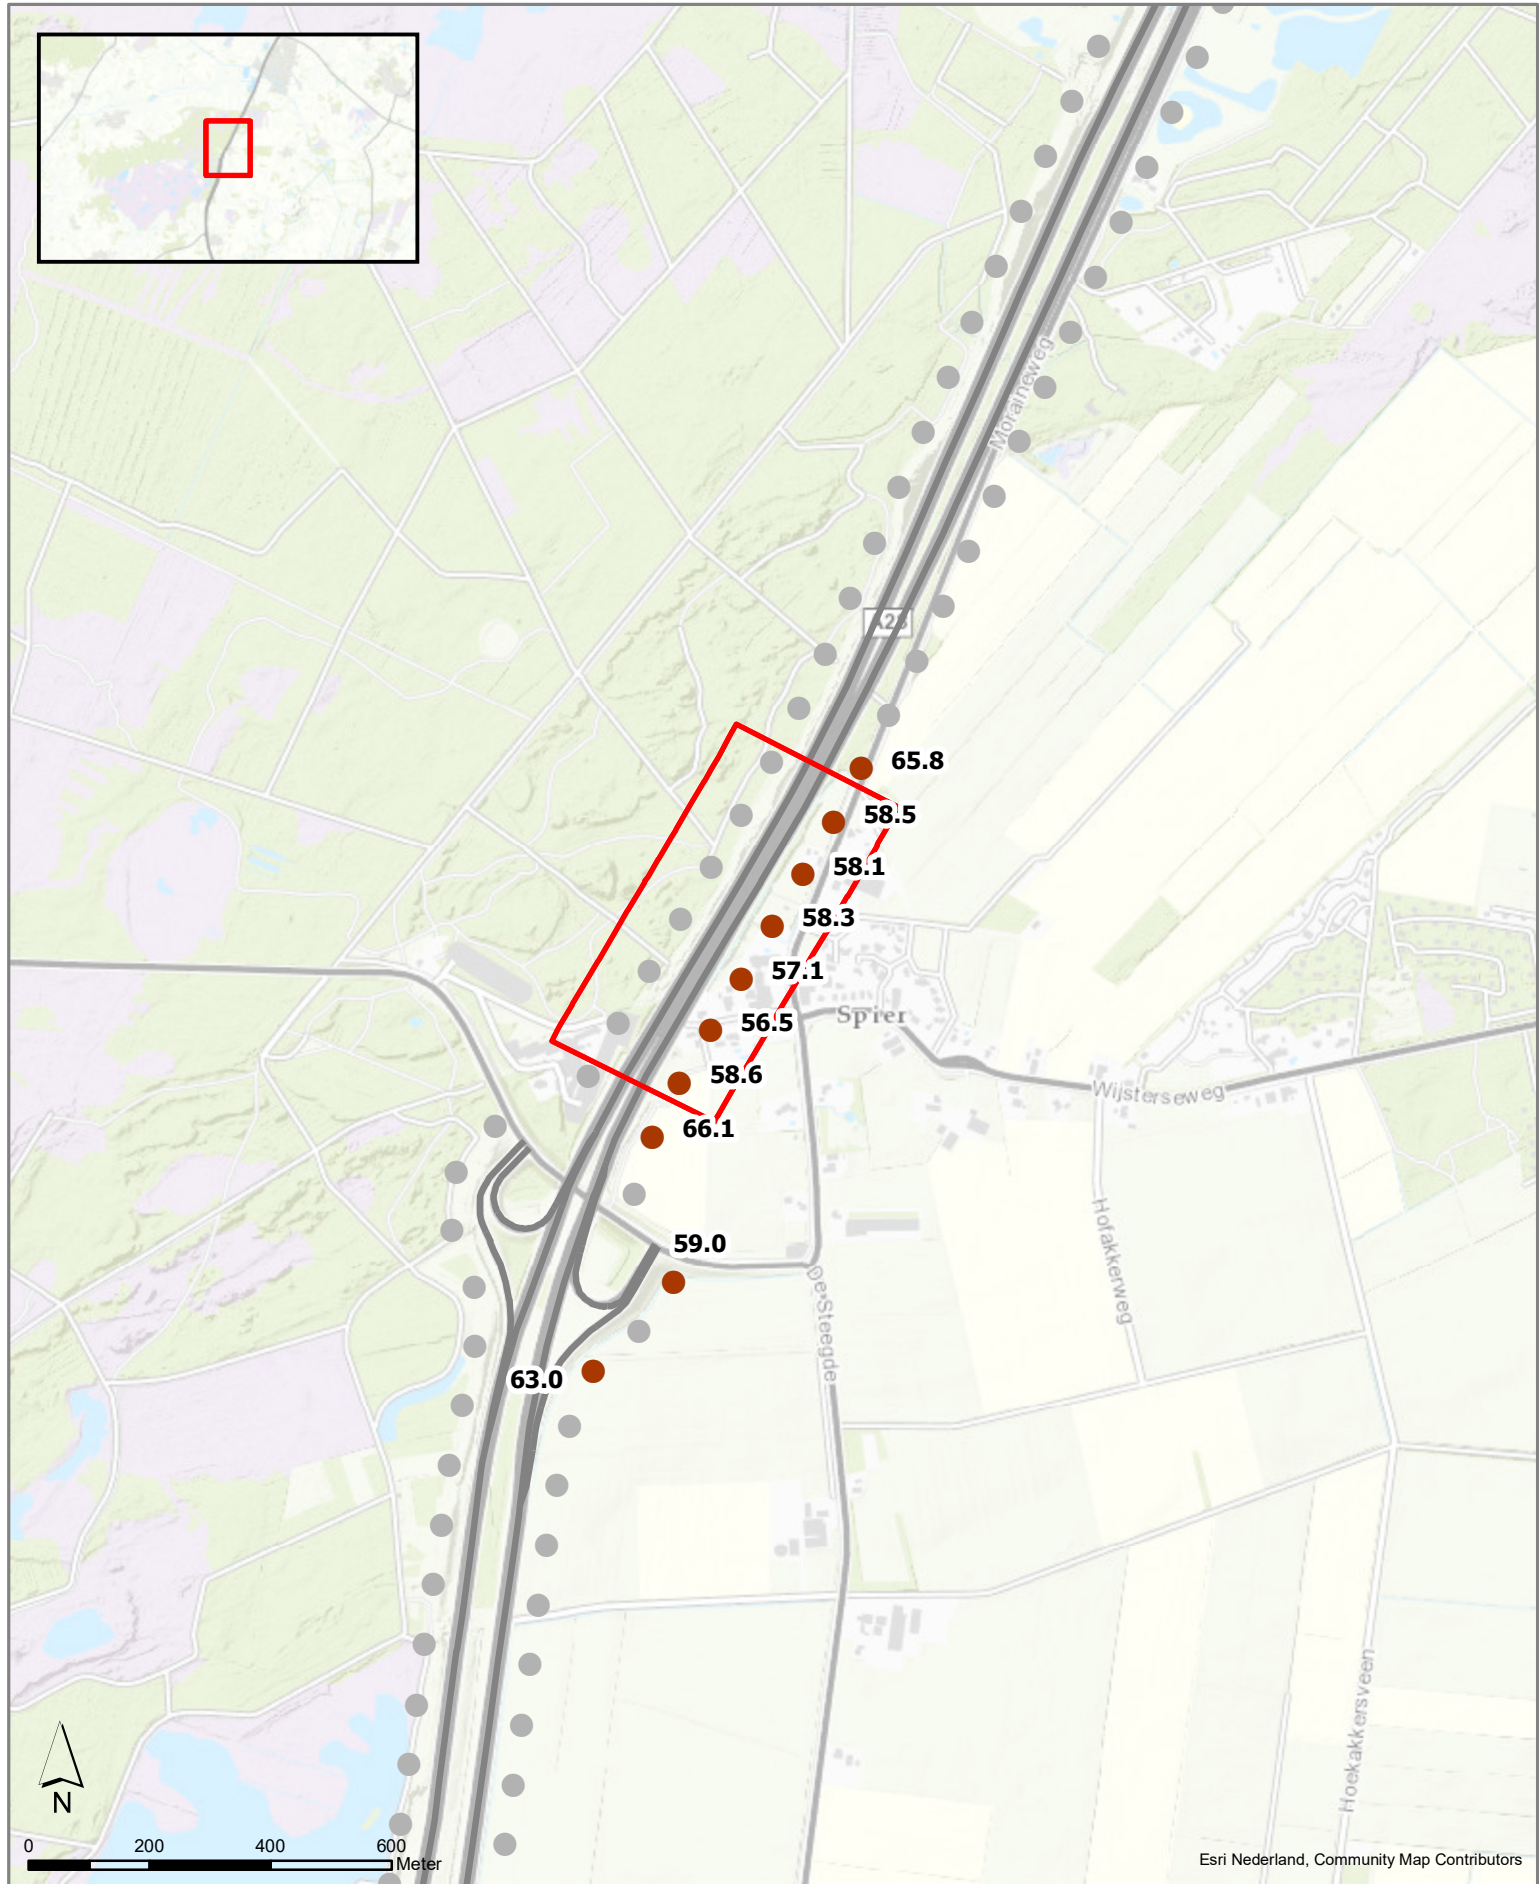 Moraineweg
A28
65.8
58.5
58.1
58.3
57.1
Spier
56.5
58.6
Wijsterseweg
66.1
Hofakkerweg
59.0
De Steegde
63.0
Hoekakkersveen
N
0 200 400 600
Meter
Esri Nederland, Community Map Contributors